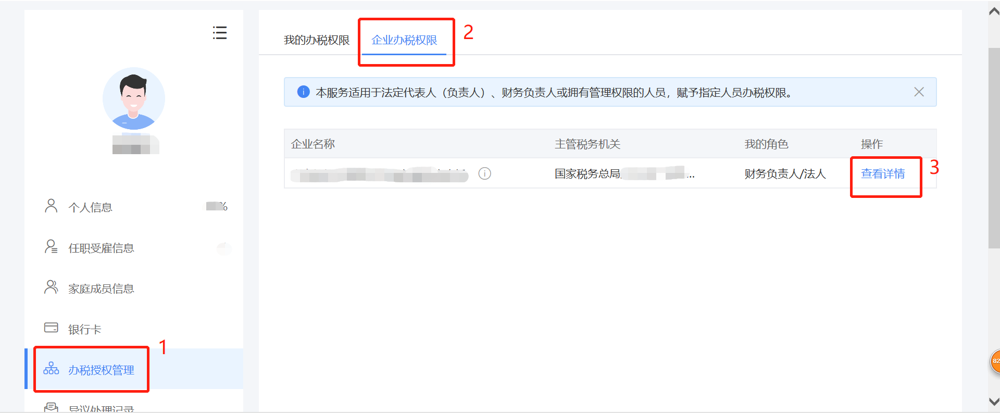 我的办税权限
企业办税权限
2
本服务适用于法定代表人（负责人）、财务负责人或拥有管理权限的人员，赋予指定人员办税权限。
企业名称 主管税务机关 我的角色 操作
国家税务总局 .. 财务负责人/法人 查看详情
3
个人信息 %
任职受雇信息
家庭成员信息
银行卡
1
办税授权管理
异议处理记录
82